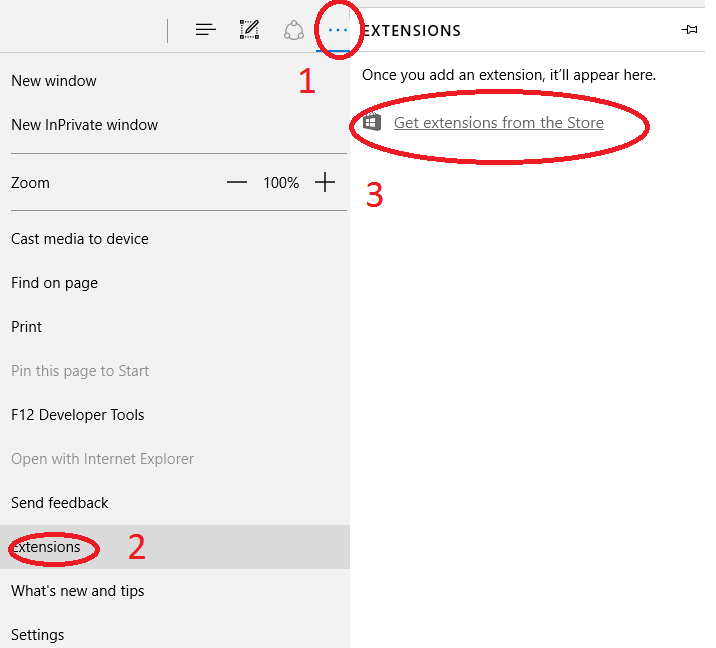 ...
EXTENSIONS
1
New window
Once you add an extension, it'll appear here.
New InPrivate window
Get extensions from the Store
Zoom
100%
3
Cast media to device
Find on page
Print
Pin this page to Start
F12 Developer Tools
Open with Internet Explorer
Send feedback
Extensions
2
What's new and tips
Settings